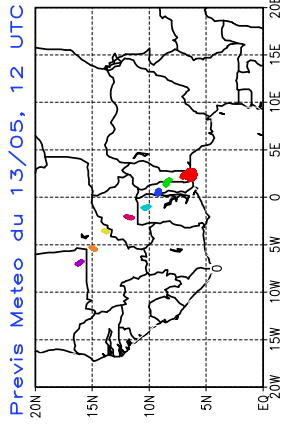 Previs Meteo du 13/05, 12 UTC
20E
15E
10E
5E
0
5W
10W
15W
20W
20N
15N
10N
5N
EQ
0